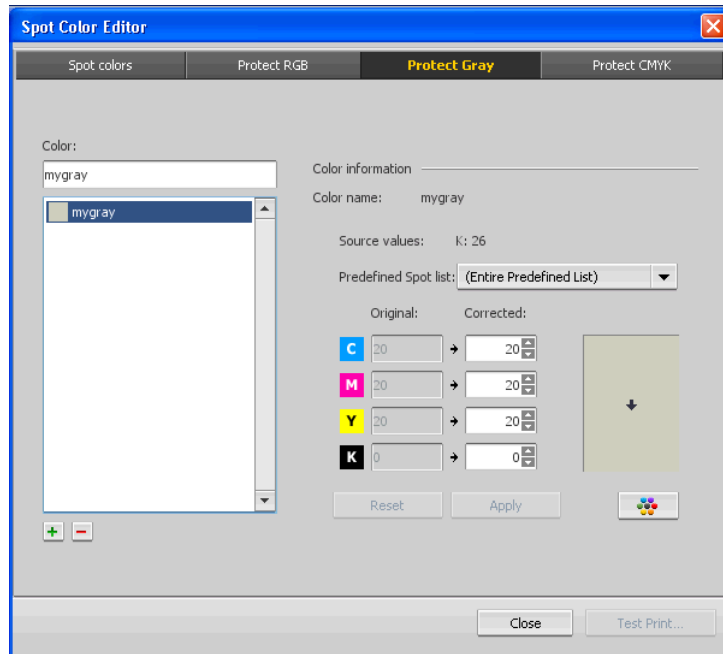 Spot Color Editor
Spot colors Protect RGB Protect Gray Protect CMYK
Color:
mygray
mygray
Color information
Color name: mygray
Source values: K: 26
Predefined Spot list: (Entire Predefined List)
Original: Corrected:
C 20 20
M 20 20
Y 20 20
K 0 0
Reset Apply
Close Test Print...